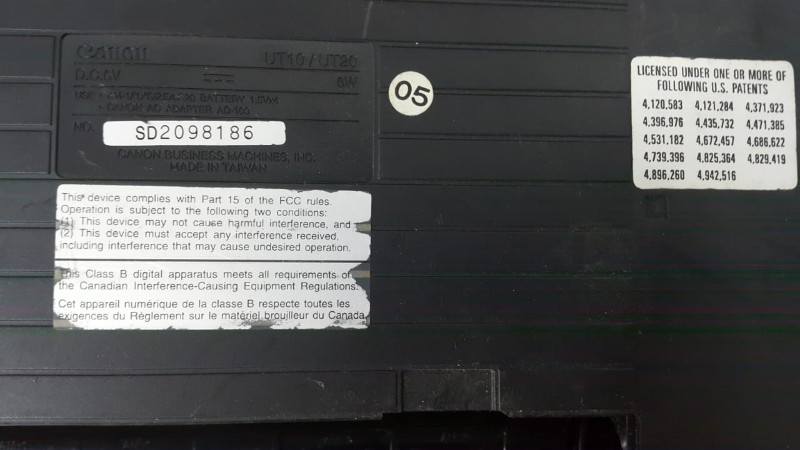 Canon UT10/UT20
D.C.6V 6W
CANON AC ADAPTER AD-100
NO. SD2098186
CANON BUSINESS MACHINES, INC.
MADE IN TAIWAN
05
LICENSED UNDER ONE OR MORE OF
FOLLOWING U.S. PATENTS
4,120,583 4,121,284 4,371,923
4,396,976 4,435,732 4,471,385
4,531,182 4,672,457 4,686,622
4,739,396 4,825,364 4,829,419
4,896,260 4,942,516
This device complies with Part 15 of the FCC rules.
Operation is subject to the following two conditions:
(1) This device may not cause harmful interference, and
(2) This device must accept any interference received,
including interference that may cause undesired operation.
This Class B digital apparatus meets all requirements of
the Canadian Interference-Causing Equipment Regulations.
Cet appareil numérique de la classe B respecte toutes les
exigences du Règlement sur le matériel brouilleur du Canada